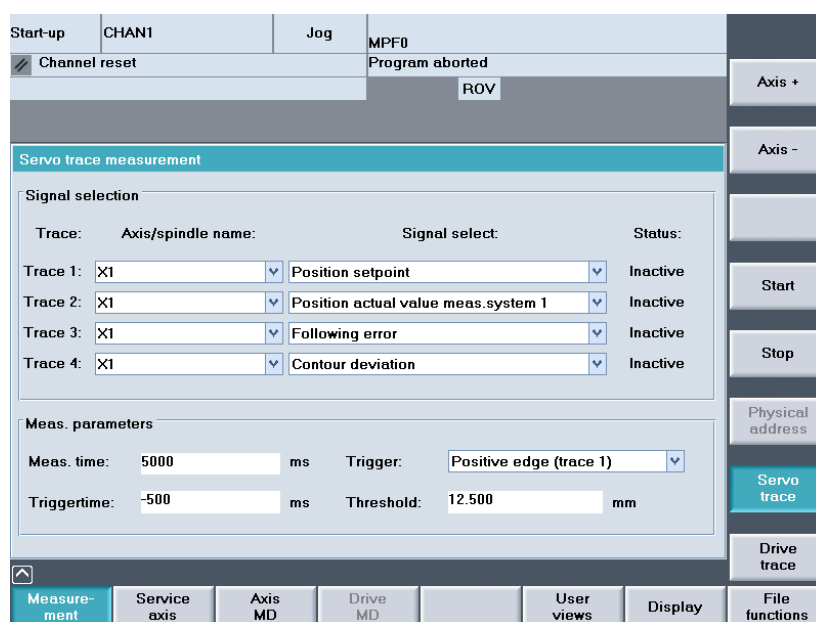 Start-up CHAN1 Jog MPF0
Channel reset Program aborted
ROV
Axis +
Axis -
Servo trace measurement
Signal selection
Trace: Axis/spindle name: Signal select: Status:
Trace 1: X1 Position setpoint Inactive
Trace 2: X1 Position actual value meas.system 1 Inactive
Trace 3: X1 Following error Inactive
Trace 4: X1 Contour deviation Inactive
Start
Stop
Physical
address
Meas. parameters
Meas. time: 5000 ms Trigger: Positive edge (trace 1)
Triggertime: -500 ms Threshold: 12.500 mm
Servo
trace
Drive
trace
Measure-
ment
Service
axis
Axis
MD
Drive
MD
User
views
Display
File
functions